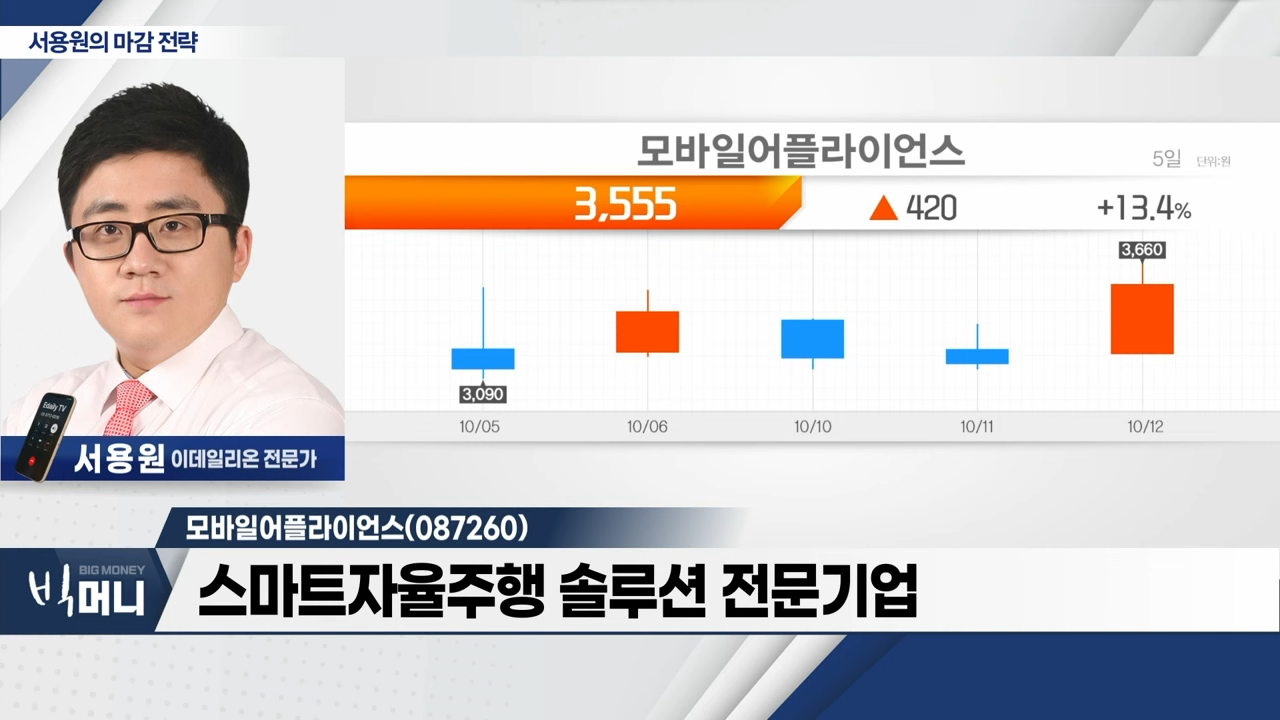 서용원의 마감 전략
모바일어플라이언스
5일 단위:원
3,555 ▲420 +13.4%
3,660
3,090
10/05 10/06 10/10 10/11 10/12
Edaily TV
서용원 이데일리온 전문가
모바일어플라이언스(087260)
BIG MONEY
빅머니
스마트자율주행 솔루션 전문기업